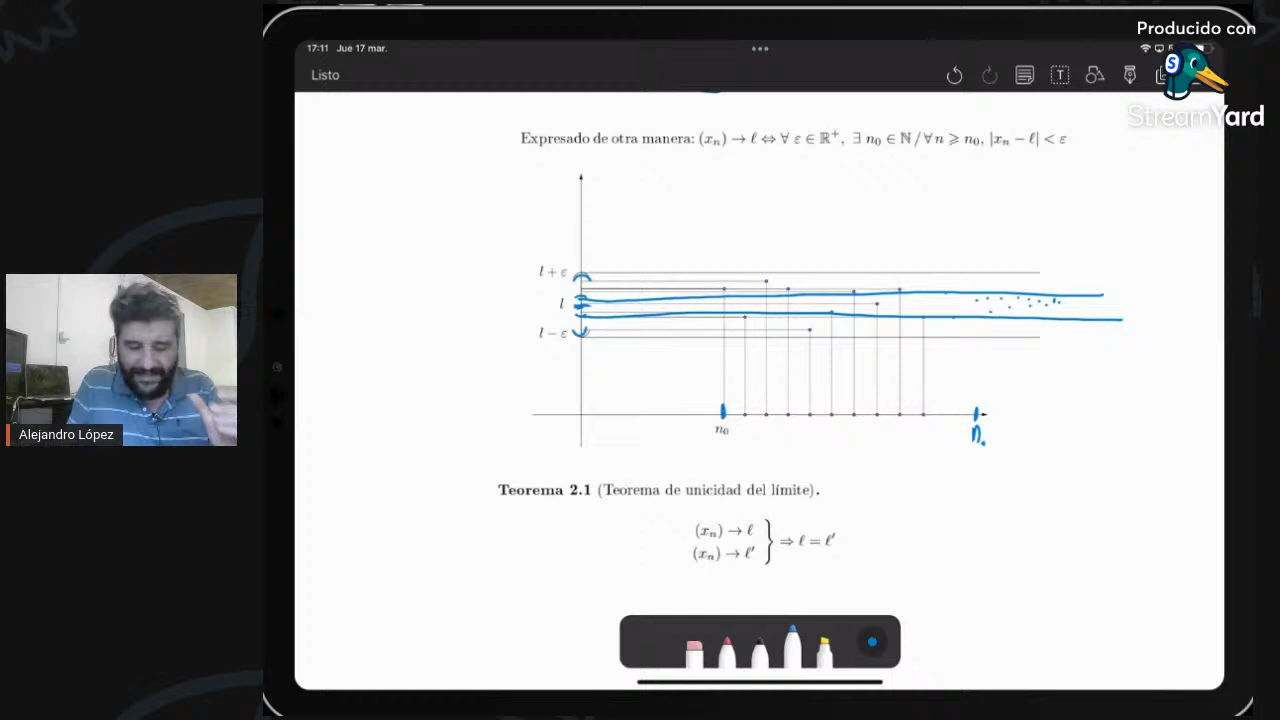 Producido con
StreamYard
17:11 Jue 17 mar.
Listo
T
S
Expresado de otra manera: (xₙ) → ℓ ⇔ ∀ ε ∈ ℝ⁺, ∃ n₀ ∈ ℕ / ∀n ⩾ n₀, |xₙ − ℓ| < ε
l + ε
l
l − ε
n₀
n.
Teorema 2.1 (Teorema de unicidad del límite).
(xₙ) → ℓ
(xₙ) → ℓ′ } ⇒ ℓ = ℓ′
Alejandro López